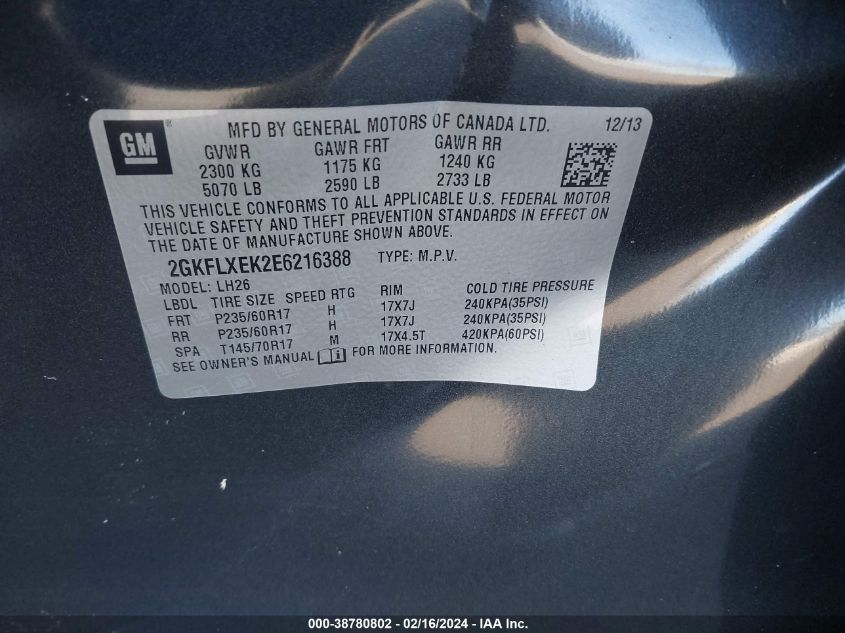 GM ®
MFD BY GENERAL MOTORS OF CANADA LTD. 12/13
GVWR GAWR FRT GAWR RR
2300 KG 1175 KG 1240 KG
5070 LB 2590 LB 2733 LB
THIS VEHICLE CONFORMS TO ALL APPLICABLE U.S. FEDERAL MOTOR
VEHICLE SAFETY AND THEFT PREVENTION STANDARDS IN EFFECT ON
THE DATE OF MANUFACTURE SHOWN ABOVE.
2GKFLXEK2E6216388 TYPE: M.P.V.
MODEL: LH26
LBDL TIRE SIZE SPEED RTG RIM COLD TIRE PRESSURE
FRT P235/60R17 H 17X7J 240KPA(35PSI)
RR P235/60R17 H 17X7J 240KPA(35PSI)
SPA T145/70R17 M 17X4.5T 420KPA(60PSI)
SEE OWNER'S MANUAL FOR MORE INFORMATION.
000-38780802 - 02/16/2024 - IAA Inc.